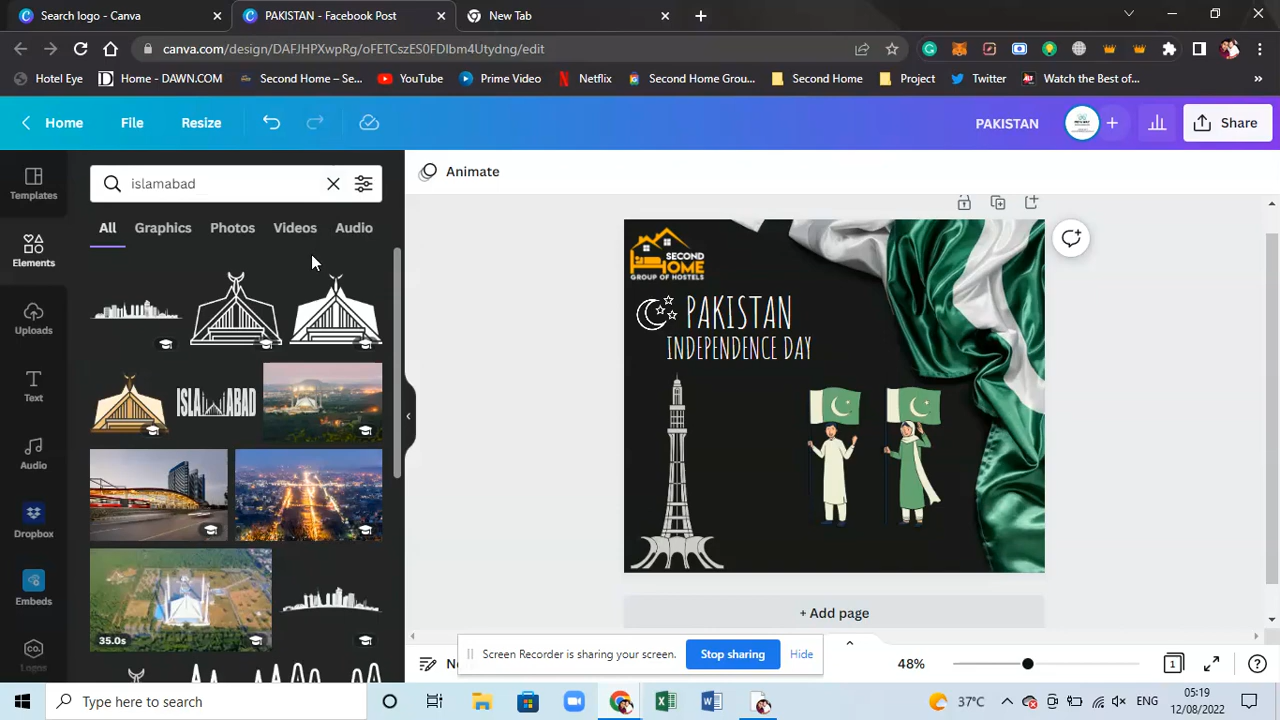 Search logo - Canva
PAKISTAN - Facebook Post
New Tab
canva.com/design/DAFJHPXwpRg/oFETCszES0FDIbm4Utydng/edit
Hotel Eye
Home - DAWN.COM
Second Home – Se...
YouTube
Prime Video
Netflix
Second Home Grou...
Second Home
Project
Twitter
Watch the Best of...
»
Home
File
Resize
PAKISTAN
Share
Templates
Elements
Uploads
Text
Audio
Dropbox
Embeds
Logos
islamabad
All
Graphics
Photos
Videos
Audio
ISLAMABAD
35.0s
Animate
SECOND
HOME
GROUP OF HOSTELS
PAKISTAN
INDEPENDENCE DAY
+ Add page
Screen Recorder is sharing your screen.
Stop sharing
Hide
48%
1
Type here to search
37°C
ENG
05:19
12/08/2022